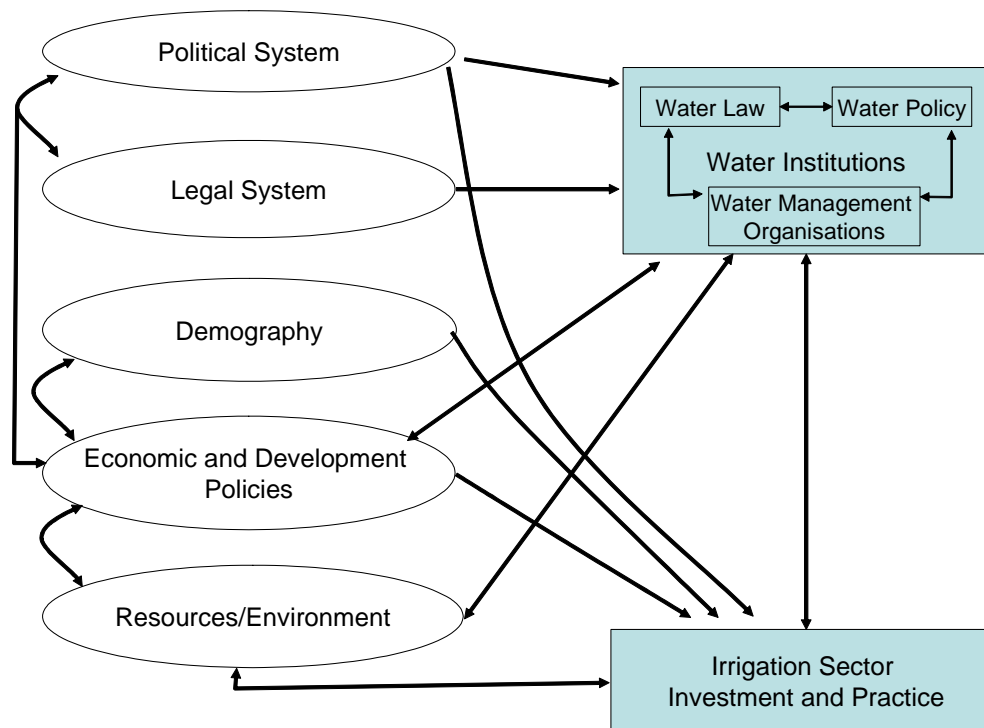 Political System
Legal System
Demography
Economic and Development
Policies
Resources/Environment
Water Law
Water Policy
Water Institutions
Water Management
Organisations
Irrigation Sector
Investment and Practice